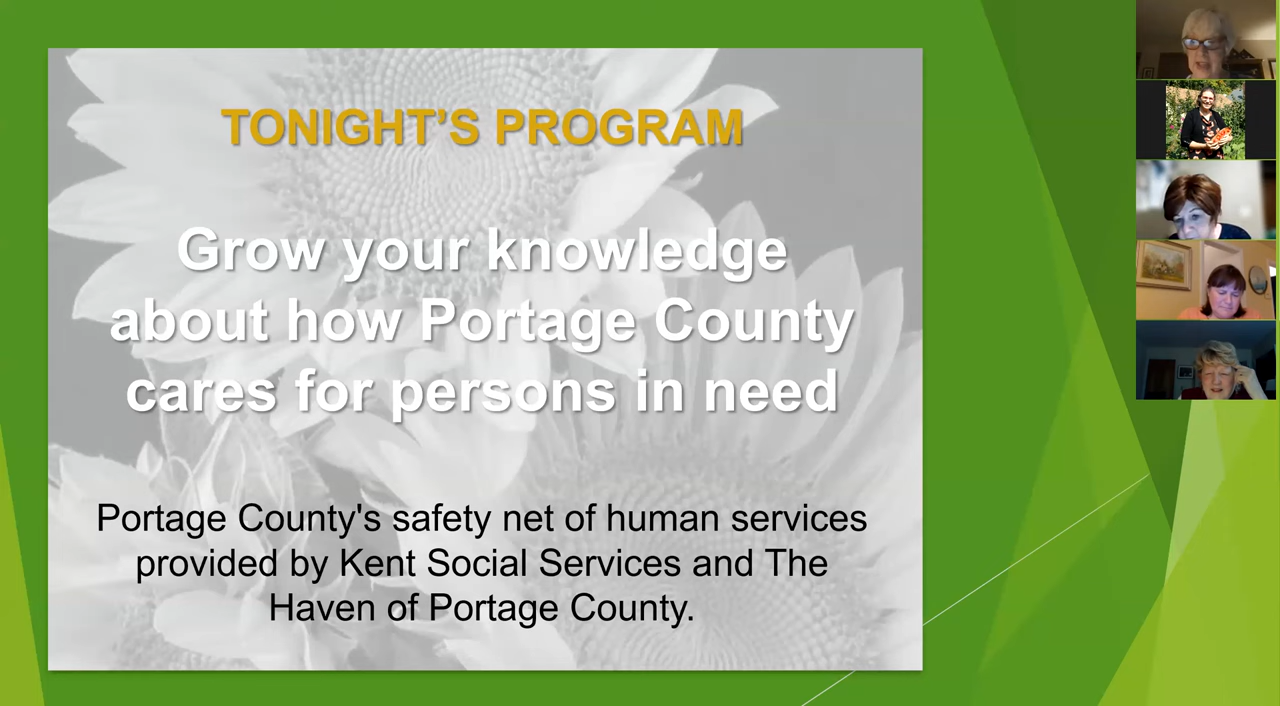 TONIGHT’S PROGRAM
Grow your knowledge
about how Portage County
cares for persons in need
Portage County's safety net of human services
provided by Kent Social Services and The
Haven of Portage County.